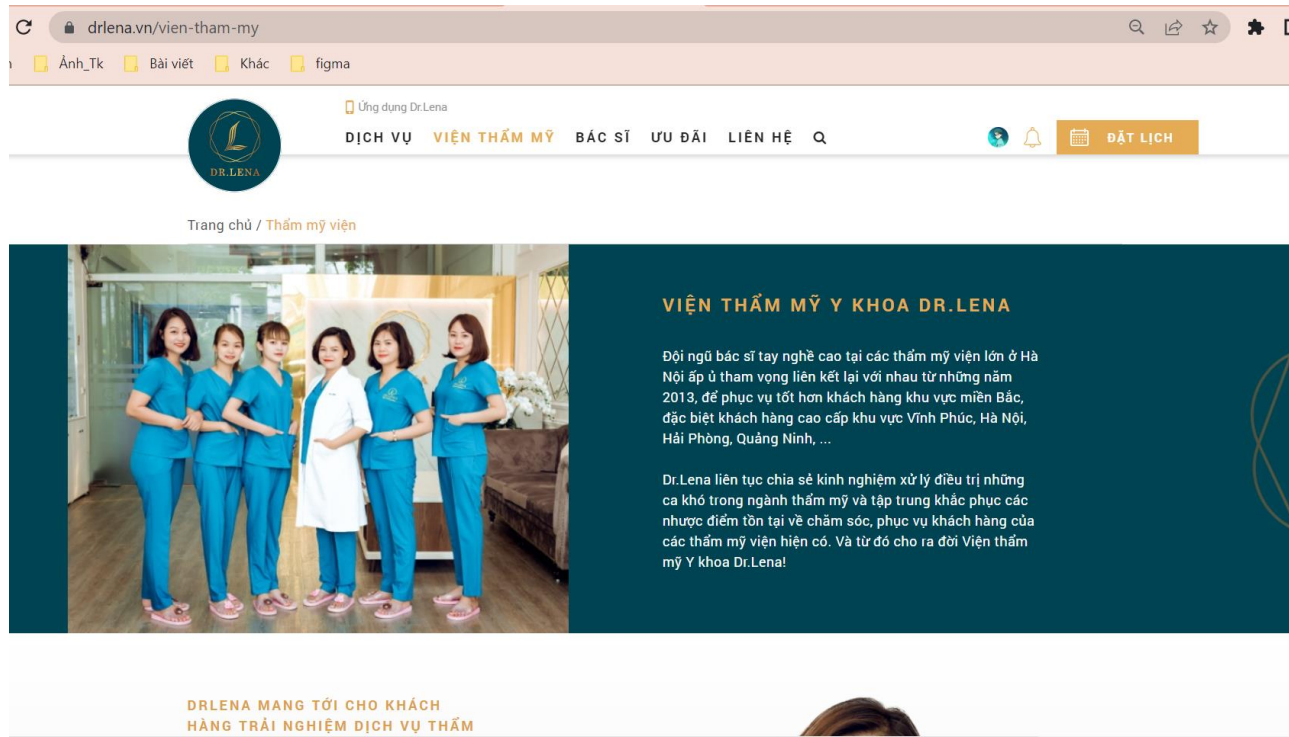 drlena.vn/vien-tham-my
Ảnh_Tk Bài viết Khác figma
Ứng dụng Dr.Lena
DỊCH VỤ VIỆN THẨM MỸ BÁC SĨ ƯU ĐÃI LIÊN HỆ
ĐẶT LỊCH
DR.LENA
Trang chủ / Thẩm mỹ viện
VIỆN THẨM MỸ Y KHOA DR.LENA
Đội ngũ bác sĩ tay nghề cao tại các thẩm mỹ viện lớn ở Hà
Nội ấp ủ tham vọng liên kết lại với nhau từ những năm
2013, để phục vụ tốt hơn khách hàng khu vực miền Bắc,
đặc biệt khách hàng cao cấp khu vực Vĩnh Phúc, Hà Nội,
Hải Phòng, Quảng Ninh, ...
Dr.Lena liên tục chia sẻ kinh nghiệm xử lý điều trị những
ca khó trong ngành thẩm mỹ và tập trung khắc phục các
nhược điểm tồn tại về chăm sóc, phục vụ khách hàng của
các thẩm mỹ viện hiện có. Và từ đó cho ra đời Viện thẩm
mỹ Y khoa Dr.Lena!
DRLENA MANG TỚI CHO KHÁCH
HÀNG TRẢI NGHIỆM DỊCH VỤ THẨM